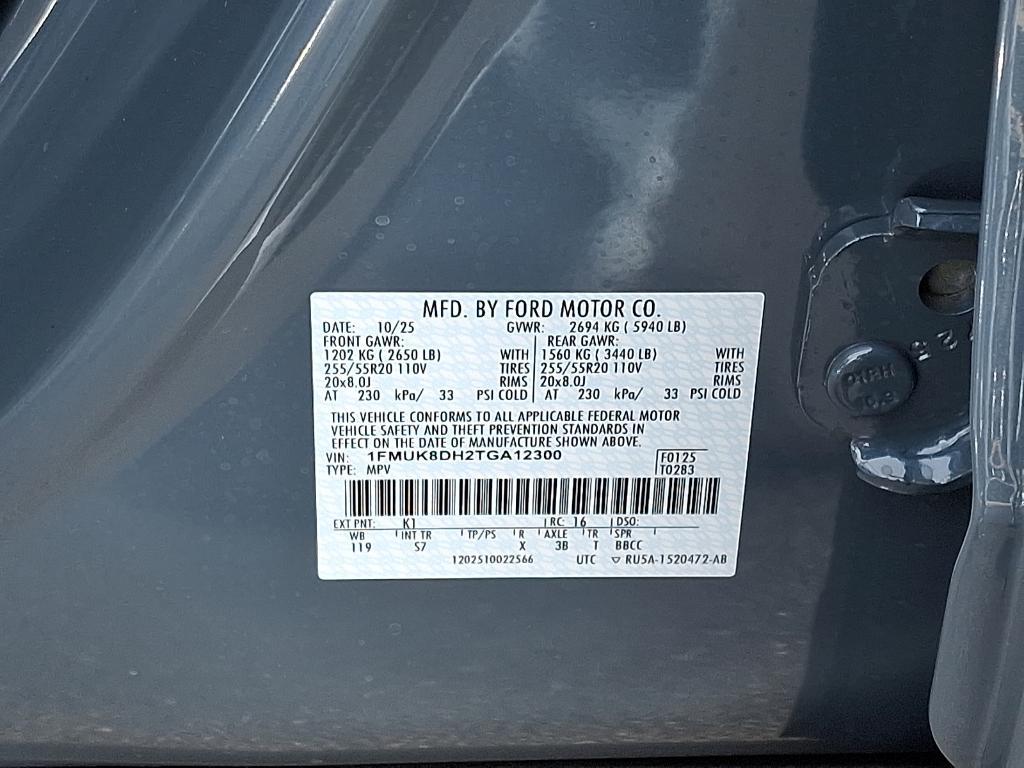 MFD. BY FORD MOTOR CO.
DATE: 10/25 GVWR: 2694 KG ( 5940 LB)
FRONT GAWR: REAR GAWR:
1202 KG ( 2650 LB) WITH 1560 KG ( 3440 LB) WITH
255/55R20 110V TIRES 255/55R20 110V TIRES
20x8.0J RIMS 20x8.0J RIMS
AT 230 kPa/ 33 PSI COLD AT 230 kPa/ 33 PSI COLD
THIS VEHICLE CONFORMS TO ALL APPLICABLE FEDERAL MOTOR
VEHICLE SAFETY AND THEFT PREVENTION STANDARDS IN
EFFECT ON THE DATE OF MANUFACTURE SHOWN ABOVE.
VIN: 1FMUK8DH2TGA12300 F0125
TYPE: MPV T0283
EXT PNT: K1 RC: 16 DSO:
WB INT TR TP/PS R AXLE TR SPR
119 S7 X 3B T BBCC
1202510022566 UTC ▽ RU5A-1520472-AB